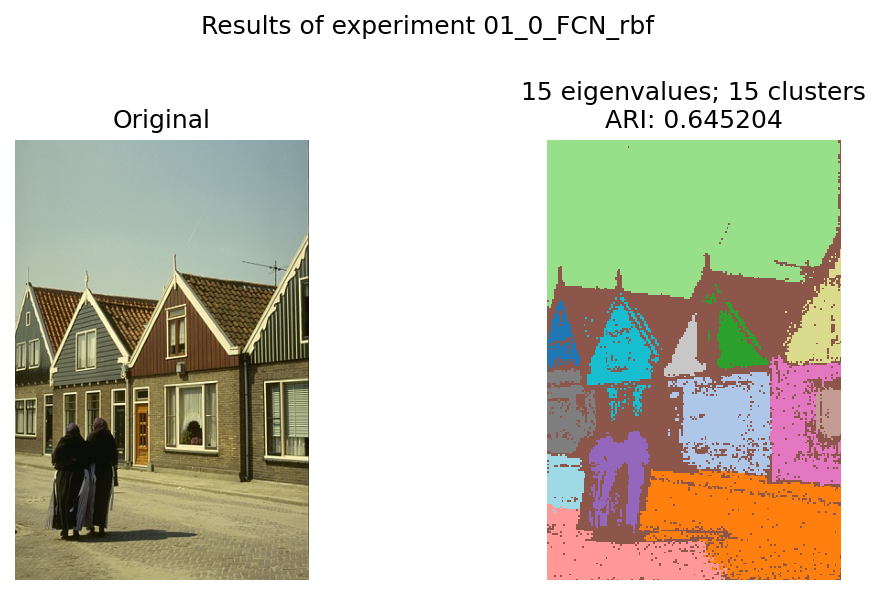 Results of experiment 01_0_FCN_rbf
Original
15 eigenvalues; 15 clusters
ARI: 0.645204